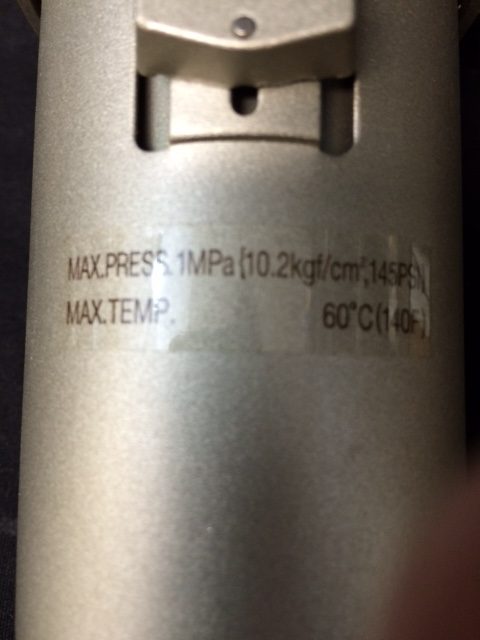 MAX.PRESS.1MPa{10.2kgf/cm²,145PSI}
MAX.TEMP. 60°C(140F)